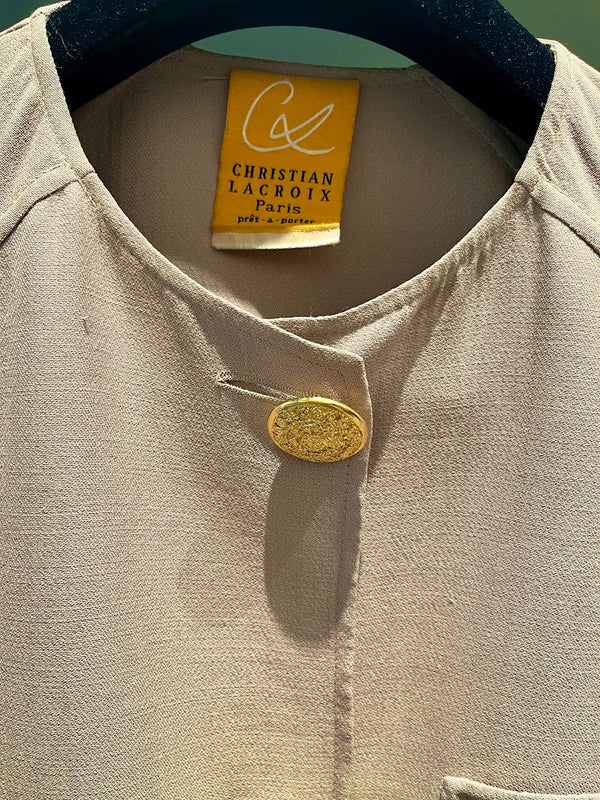 CL
CHRISTIAN
LACROIX
Paris
prêt-a-porter